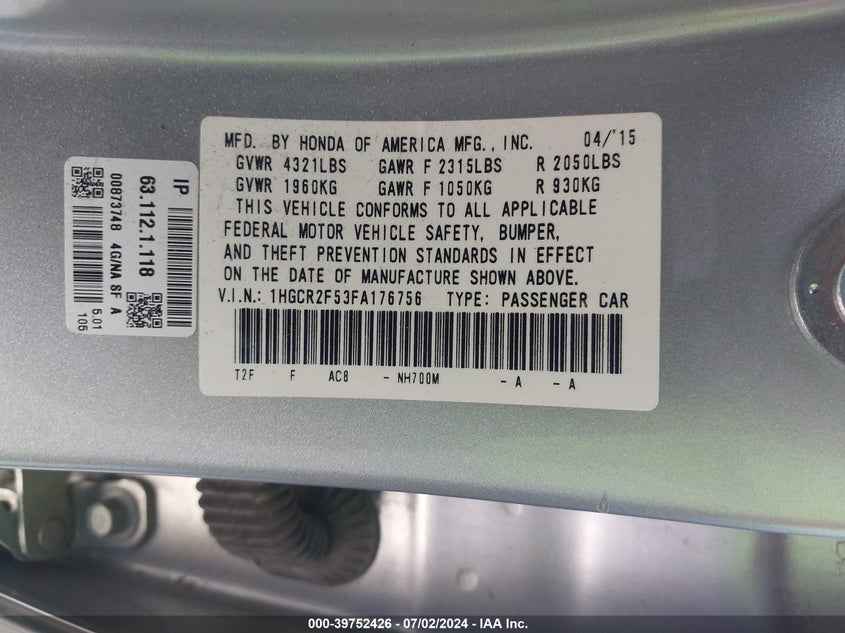 MFD. BY HONDA OF AMERICA MFG., INC. 04/'15
GVWR 4321LBS GAWR F 2315LBS R 2050LBS
GVWR 1960KG GAWR F 1050KG R 930KG
THIS VEHICLE CONFORMS TO ALL APPLICABLE
FEDERAL MOTOR VEHICLE SAFETY, BUMPER,
AND THEFT PREVENTION STANDARDS IN EFFECT
ON THE DATE OF MANUFACTURE SHOWN ABOVE.
V.I.N.: 1HGCR2F53FA176756 TYPE: PASSENGER CAR
T2F F AC8 - NH700M - A - A
IP
63.112.1.118
00873748 4G/NA 8F A
5.01
105
000-39752426 - 07/02/2024 - IAA Inc.